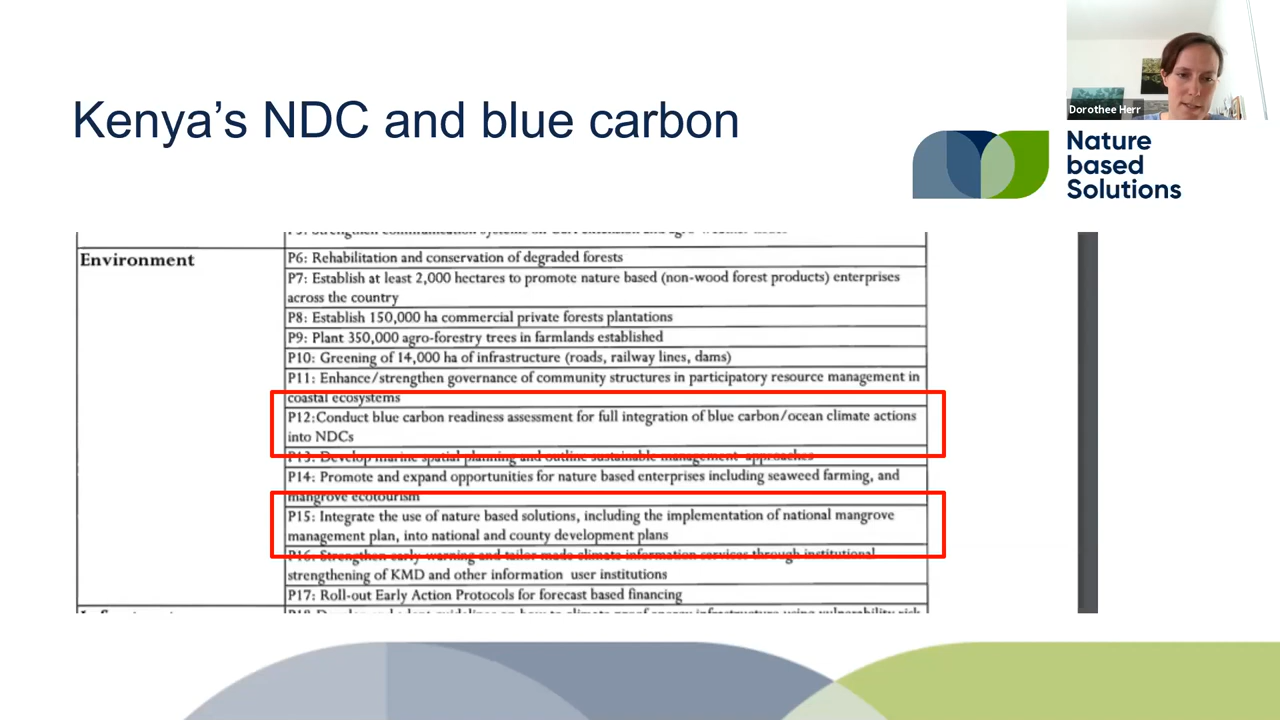 Kenya's NDC and blue carbon
Dorothee Herr
Nature
based
Solutions
Environment
P6: Rehabilitation and conservation of degraded forests
P7: Establish at least 2,000 hectares to promote nature based (non-wood forest products) enterprises
across the country
P8: Establish 150,000 ha commercial private forests plantations
P9: Plant 350,000 agro-forestry trees in farmlands established
P10: Greening of 14,000 ha of infrastructure (roads, railway lines, dams)
P11: Enhance/strengthen governance of community structures in participatory resource management in
coastal ecosystems
P12:Conduct blue carbon readiness assessment for full integration of blue carbon/ocean climate actions
into NDCs
P13: Develop marine spatial planning and outline sustainable management approaches
P14: Promote and expand opportunities for nature based enterprises including seaweed farming, and
mangrove ecotourism
P15: Integrate the use of nature based solutions, including the implementation of national mangrove
management plan, into national and county development plans
P16: Strengthen early warning and tailor made climate information services through institutional
strengthening of KMD and other information user institutions
P17: Roll-out Early Action Protocols for forecast based financing